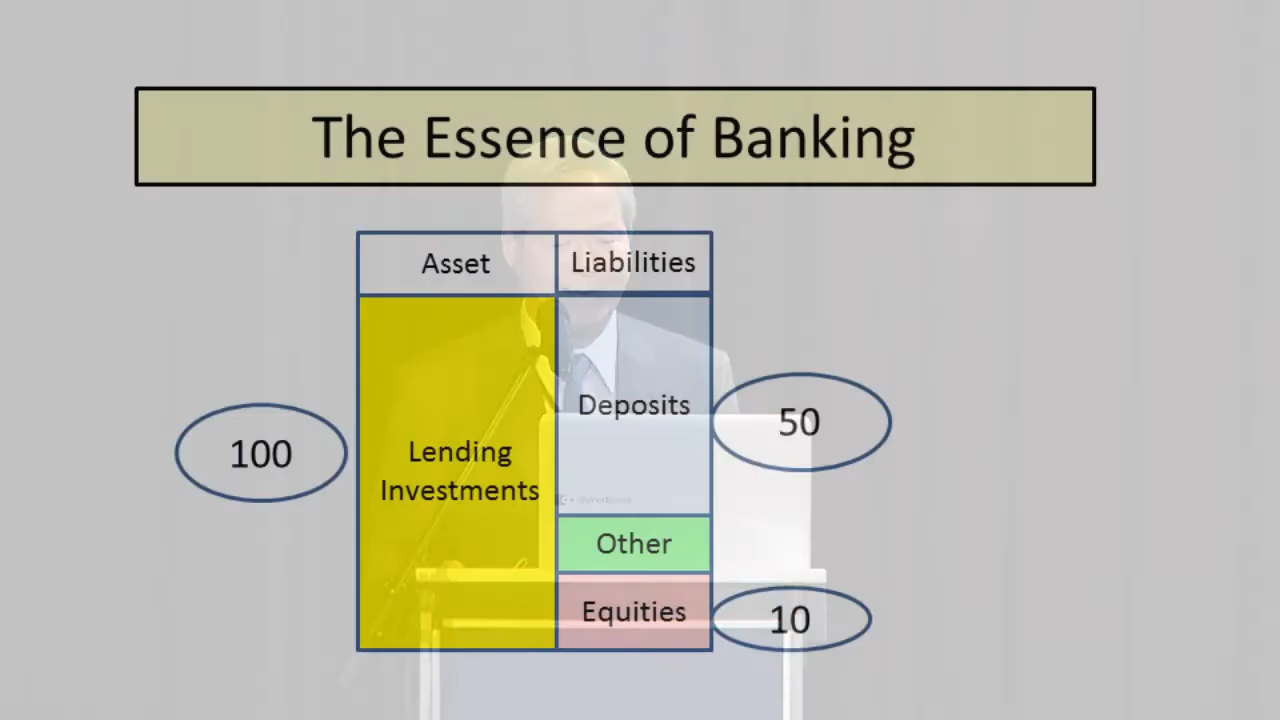 The Essence of Banking
Asset
Liabilities
100
Lending
Investments
Deposits
50
Other
Equities
10